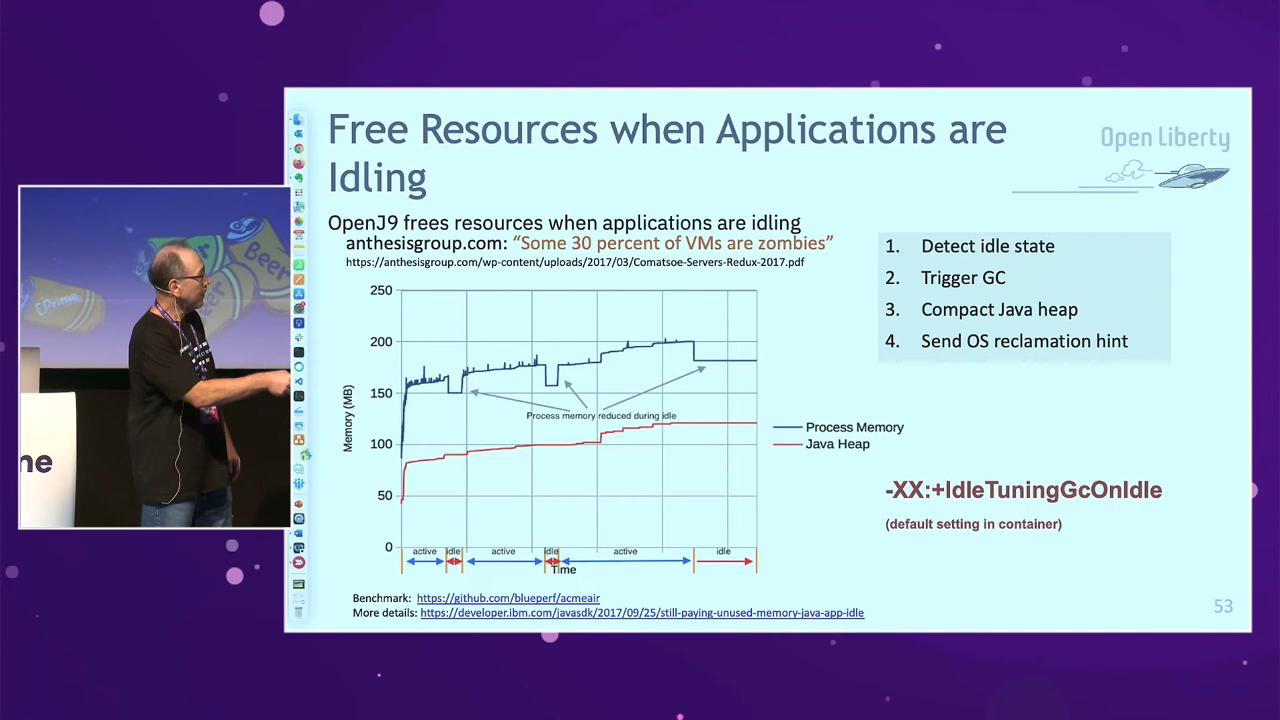 Free Resources when Applications are
Idling
Open Liberty
OpenJ9 frees resources when applications are idling
anthesisgroup.com: “Some 30 percent of VMs are zombies”
https://anthesisgroup.com/wp-content/uploads/2017/03/Comatsoe-Servers-Redux-2017.pdf
1. Detect idle state
2. Trigger GC
3. Compact Java heap
4. Send OS reclamation hint
250
200
150
100
50
0
Memory (MB)
Process memory reduced during idle
Process Memory
Java Heap
active
idle
active
idle
active
idle
Time
-XX:+IdleTuningGcOnIdle
(default setting in container)
Benchmark: https://github.com/blueperf/acmeair
More details: https://developer.ibm.com/javasdk/2017/09/25/still-paying-unused-memory-java-app-idle
53
Beer
Prime
me